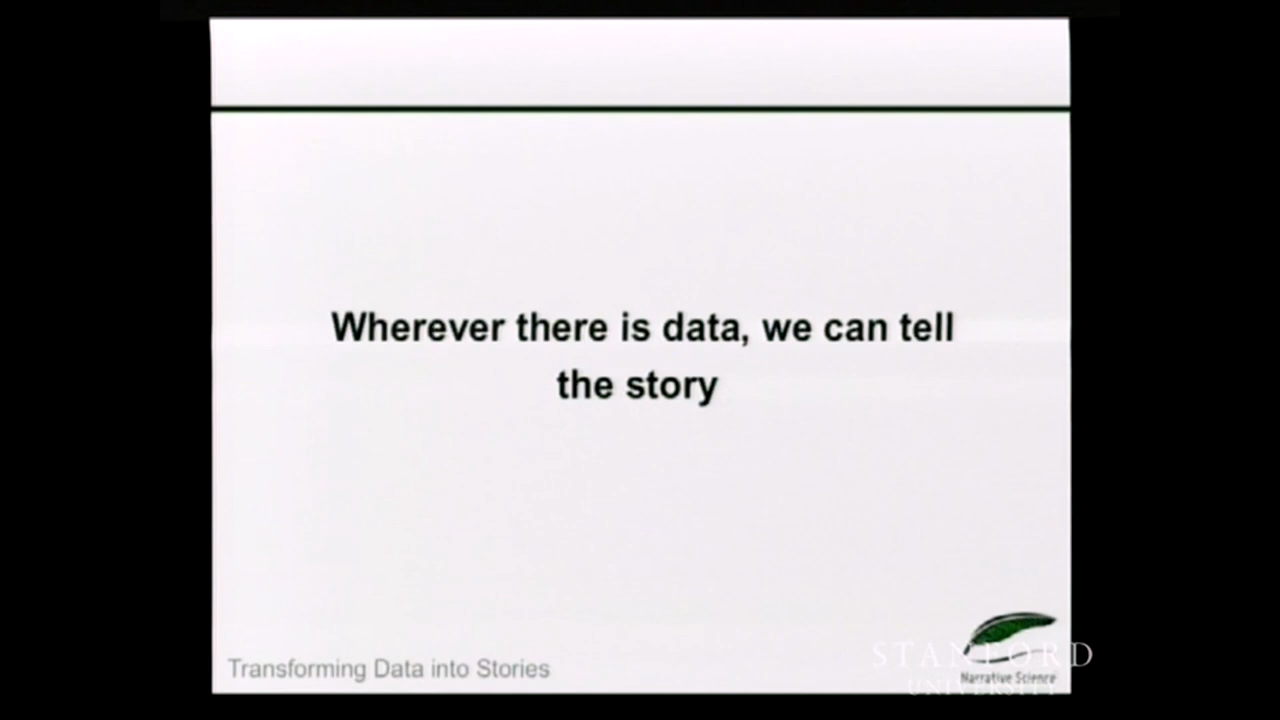 Wherever there is data, we can tell
the story
Transforming Data into Stories
Narrative Science
STANFORD
UNIVERSITY